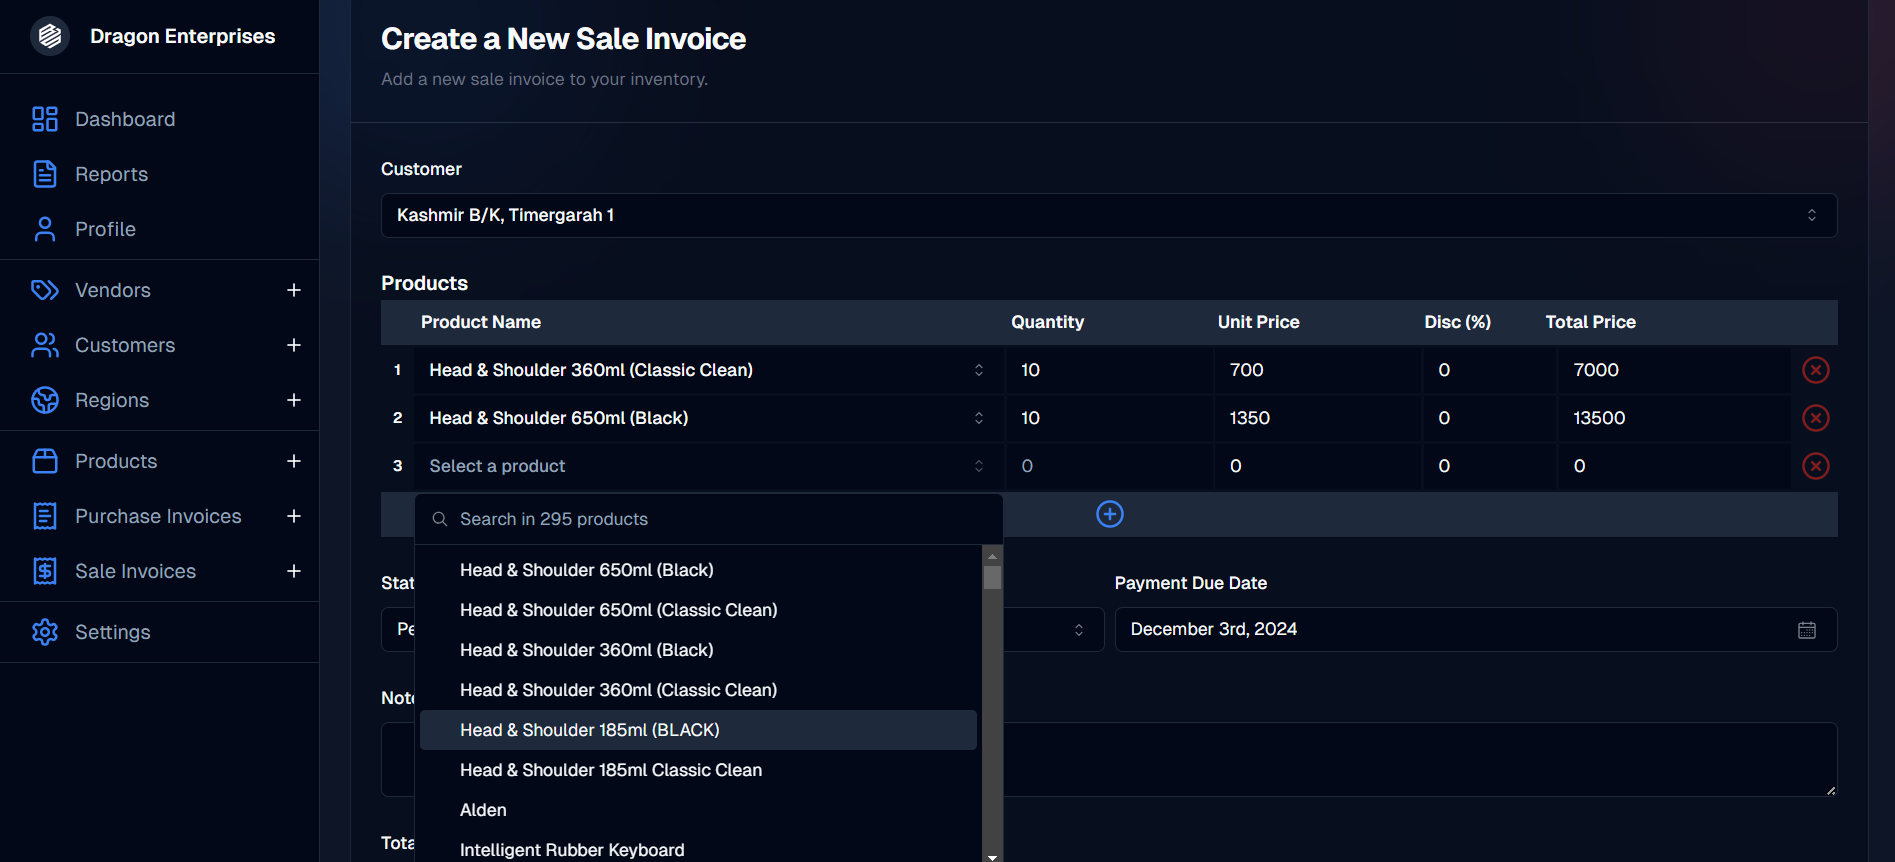 Dragon Enterprises
Dashboard
Reports
Profile
Vendors
Customers
Regions
Products
Purchase Invoices
Sale Invoices
Settings
Create a New Sale Invoice
Add a new sale invoice to your inventory.
Customer
Kashmir B/K, Timergarah 1
Products
Product Name Quantity Unit Price Disc (%) Total Price
1 Head & Shoulder 360ml (Classic Clean) 10 700 0 7000
2 Head & Shoulder 650ml (Black) 10 1350 0 13500
3 Select a product 0 0 0 0
Search in 295 products
Head & Shoulder 650ml (Black)
Head & Shoulder 650ml (Classic Clean)
Head & Shoulder 360ml (Black)
Head & Shoulder 360ml (Classic Clean)
Head & Shoulder 185ml (BLACK)
Head & Shoulder 185ml Classic Clean
Alden
Intelligent Rubber Keyboard
Payment Due Date
December 3rd, 2024